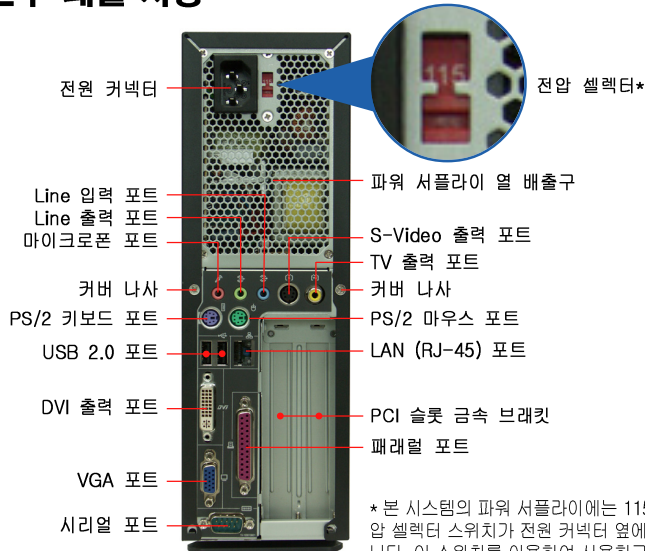 115
전원 커넥터
전압 셀렉터*
파워 서플라이 열 배출구
Line 입력 포트
Line 출력 포트
마이크로폰 포트
S-Video 출력 포트
TV 출력 포트
커버 나사
커버 나사
PS/2 키보드 포트
PS/2 마우스 포트
USB 2.0 포트
LAN (RJ-45) 포트
DVI 출력 포트
DVI
PCI 슬롯 금속 브래킷
패래럴 포트
VGA 포트
시리얼 포트
* 본 시스템의 파워 서플라이에는 115
압 셀렉터 스위치가 전원 커넥터 옆에